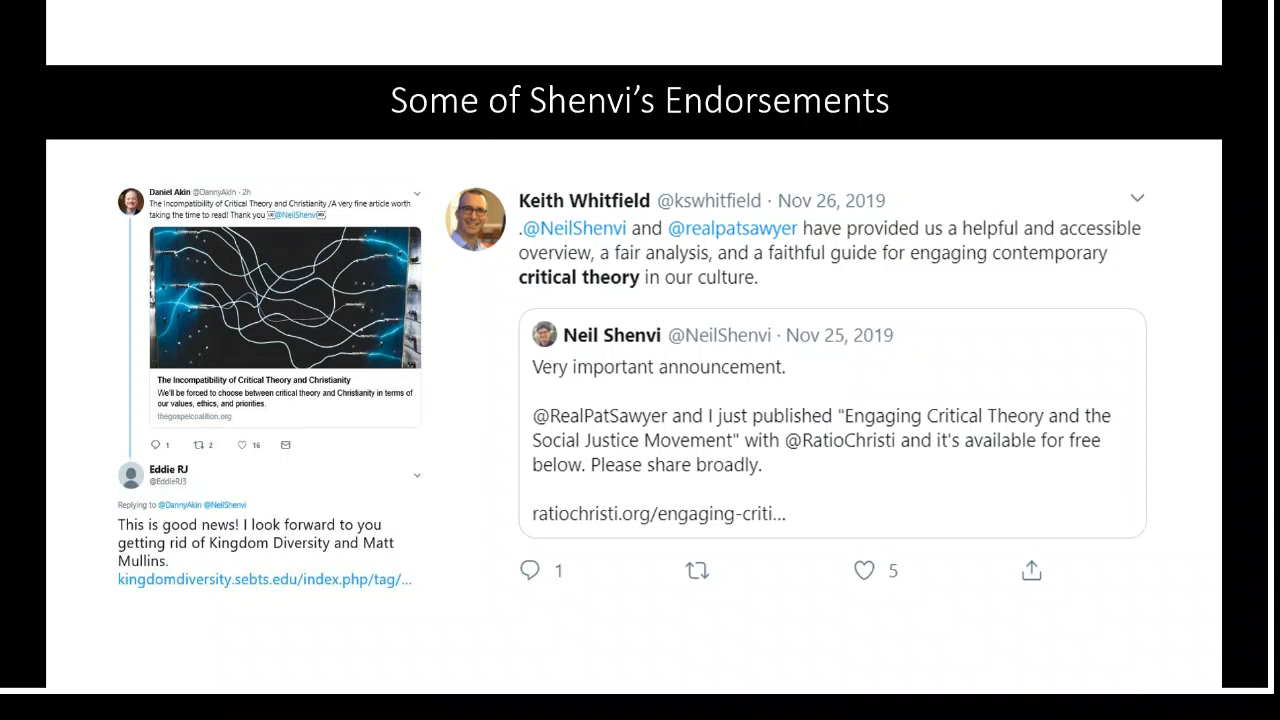 Some of Shenvi's Endorsements
Daniel Akin @DannyAkin · 2h
The Incompatibility of Critical Theory and Christianity /A very fine article worth
taking the time to read! Thank you @NeilShenvi
The Incompatibility of Critical Theory and Christianity
We'll be forced to choose between critical theory and Christianity in terms of
our values, ethics, and priorities.
thegospelcoalition.org
1 2 16
Eddie RJ
@EddieRJ3
Replying to @DannyAkin @NeilShenvi
This is good news! I look forward to you
getting rid of Kingdom Diversity and Matt
Mullins.
kingdomdiversity.sebts.edu/index.php/tag/...
Keith Whitfield @kswhitfield · Nov 26, 2019
.@NeilShenvi and @realpatsawyer have provided us a helpful and accessible
overview, a fair analysis, and a faithful guide for engaging contemporary
critical theory in our culture.
Neil Shenvi @NeilShenvi · Nov 25, 2019
Very important announcement.
@RealPatSawyer and I just published "Engaging Critical Theory and the
Social Justice Movement" with @RatioChristi and it's available for free
below. Please share broadly.
ratiochristi.org/engaging-criti...
1 5